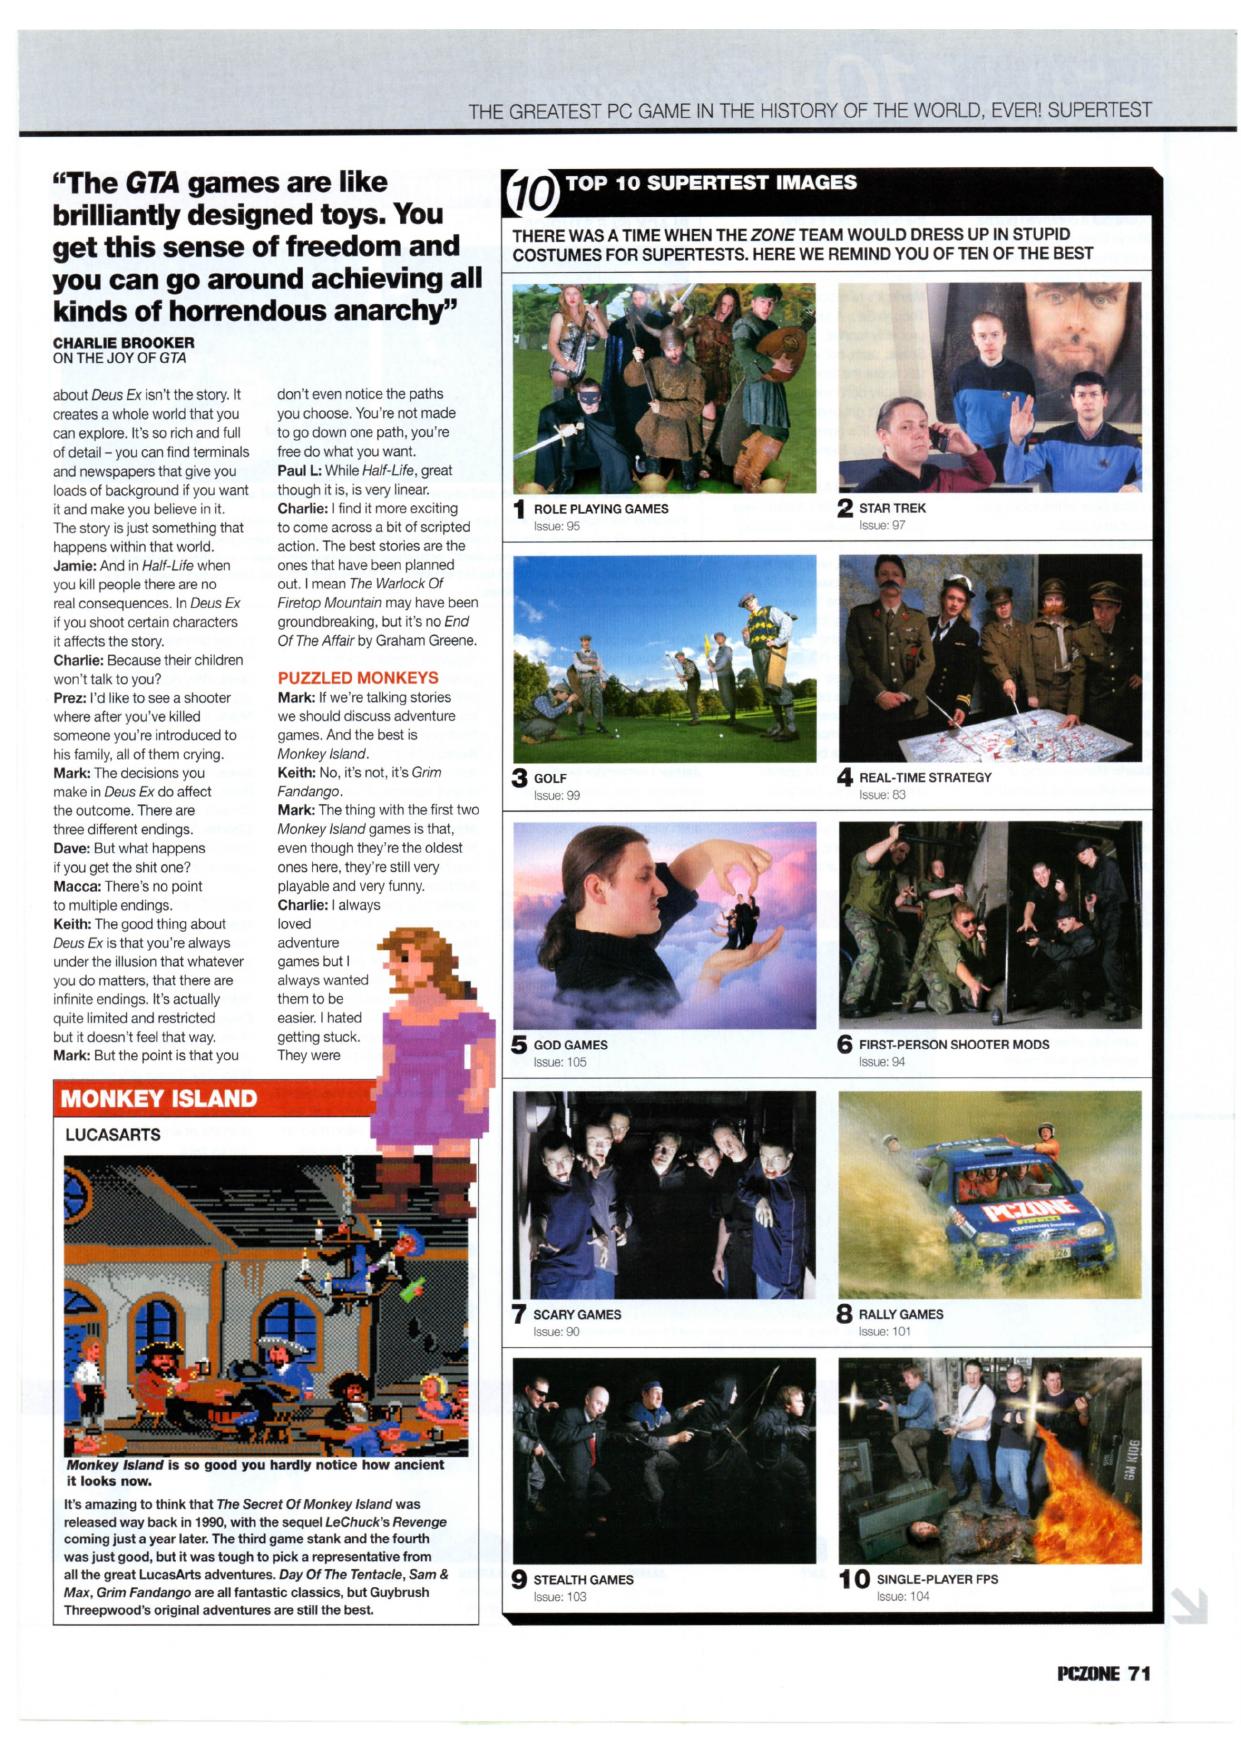 THE GREATEST PC GAME IN THE HISTORY OF THE WORLD, EVER! SUPERTEST
“The GTA games are like
brilliantly designed toys. You
get this sense of freedom and
you can go around achieving all
kinds of horrendous anarchy”
CHARLIE BROOKER
ON THE JOY OF GTA
about Deus Ex isn’t the story. It
creates a whole world that you
can explore. It’s so rich and full
of detail – you can find terminals
and newspapers that give you
loads of background if you want
it and make you believe in it.
The story is just something that
happens within that world.
Jamie: And in Half-Life when
you kill people there are no
real consequences. In Deus Ex
if you shoot certain characters
it affects the story.
Charlie: Because their children
won’t talk to you?
Prez: I’d like to see a shooter
where after you’ve killed
someone you’re introduced to
his family, all of them crying.
Mark: The decisions you
make in Deus Ex do affect
the outcome. There are
three different endings.
Dave: But what happens
if you get the shit one?
Macca: There’s no point
to multiple endings.
Keith: The good thing about
Deus Ex is that you’re always
under the illusion that whatever
you do matters, that there are
infinite endings. It’s actually
quite limited and restricted
but it doesn’t feel that way.
Mark: But the point is that you
don’t even notice the paths
you choose. You’re not made
to go down one path, you’re
free do what you want.
Paul L: While Half-Life, great
though it is, is very linear.
Charlie: I find it more exciting
to come across a bit of scripted
action. The best stories are the
ones that have been planned
out. I mean The Warlock Of
Firetop Mountain may have been
groundbreaking, but it’s no End
Of The Affair by Graham Greene.
PUZZLED MONKEYS
Mark: If we’re talking stories
we should discuss adventure
games. And the best is
Monkey Island.
Keith: No, it’s not, it’s Grim
Fandango.
Mark: The thing with the first two
Monkey Island games is that,
even though they’re the oldest
ones here, they’re still very
playable and very funny.
Charlie: I always
loved
adventure
games but I
always wanted
them to be
easier. I hated
getting stuck.
They were
MONKEY ISLAND
LUCASARTS
Monkey Island is so good you hardly notice how ancient
it looks now.
It’s amazing to think that The Secret Of Monkey Island was
released way back in 1990, with the sequel LeChuck’s Revenge
coming just a year later. The third game stank and the fourth
was just good, but it was tough to pick a representative from
all the great LucasArts adventures. Day Of The Tentacle, Sam &
Max, Grim Fandango are all fantastic classics, but Guybrush
Threepwood’s original adventures are still the best.
10 TOP 10 SUPERTEST IMAGES
THERE WAS A TIME WHEN THE ZONE TEAM WOULD DRESS UP IN STUPID
COSTUMES FOR SUPERTESTS. HERE WE REMIND YOU OF TEN OF THE BEST
1 ROLE PLAYING GAMES
Issue: 95
2 STAR TREK
Issue: 97
3 GOLF
Issue: 99
4 REAL-TIME STRATEGY
Issue: 83
5 GOD GAMES
Issue: 105
6 FIRST-PERSON SHOOTER MODS
Issue: 94
7 SCARY GAMES
Issue: 90
PCZONE
8 RALLY GAMES
Issue: 101
9 STEALTH GAMES
Issue: 103
10 SINGLE-PLAYER FPS
Issue: 104
PCZONE 71